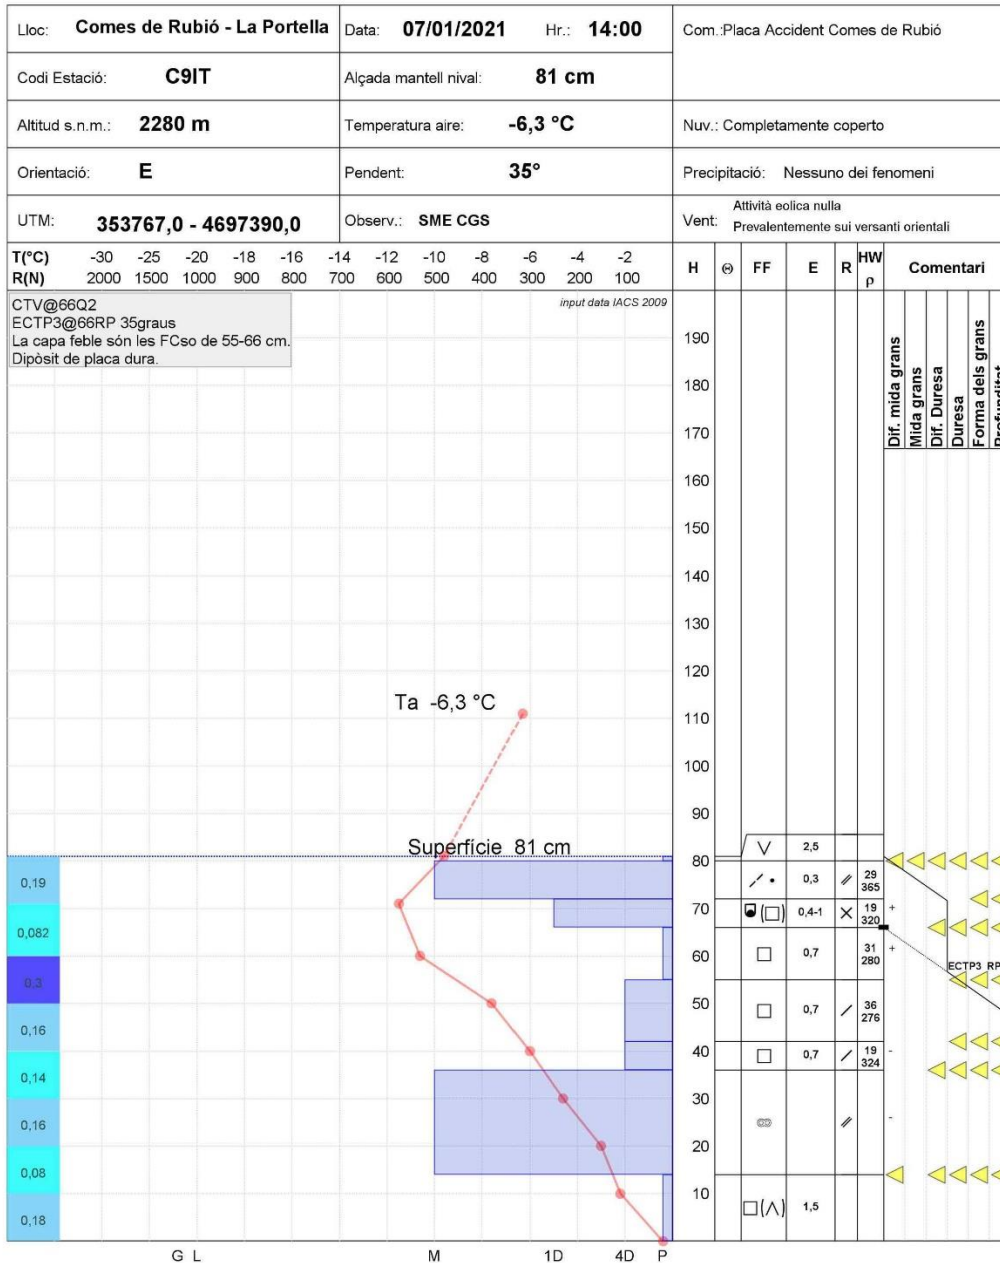 Lloc: Comes de Rubió - La Portella
Data: 07/01/2021 Hr.: 14:00
Com.:Placa Accident Comes de Rubió
Codi Estació: C9IT
Alçada mantell nival: 81 cm
Altitud s.n.m.: 2280 m
Temperatura aire: -6,3 °C
Nuv.: Completamente coperto
Orientació: E
Pendent: 35°
Precipitació: Nessuno dei fenomeni
UTM: 353767,0 - 4697390,0
Observ.: SME CGS
Vent: Attività eolica nulla
Prevalentemente sui versanti orientali
T(°C) -30 -25 -20 -18 -16 -14 -12 -10 -8 -6 -4 -2
R(N) 2000 1500 1000 900 800 700 600 500 400 300 200 100
H FF E R HW ρ Comentari
CTV@66Q2
ECTP3@66RP 35graus
La capa feble són les FCso de 55-66 cm.
Dipòsit de placa dura.
input data IACS 2009
Dif. mida grans
Mida grans
Dif. Duresa
Duresa
Forma dels grans
Profunditat
190
180
170
160
150
140
130
120
110
100
90
80
70
60
50
40
30
20
10
Ta -6,3 °C
Superfície 81 cm
2,5
0,3 29 365
0,4-1 19 320 +
0,7 31 280 +
ECTP3 RP
0,7 36 276
0,7 19 324 -
-
1,5
0,19
0,082
0,3
0,16
0,14
0,16
0,08
0,18
G L M 1D 4D P